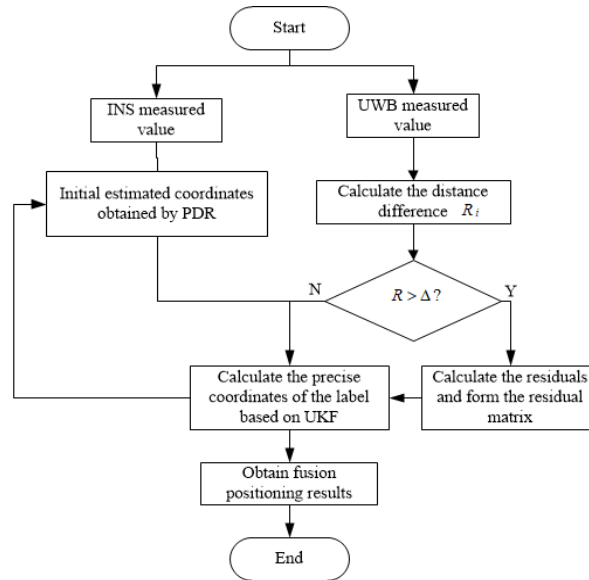 Start
INS measured
value
UWB measured
value
Initial estimated coordinates
obtained by PDR
Calculate the distance
difference R i
N
R > Δ ?
Y
Calculate the precise
coordinates of the label
based on UKF
Calculate the residuals
and form the residual
matrix
Obtain fusion
positioning results
End